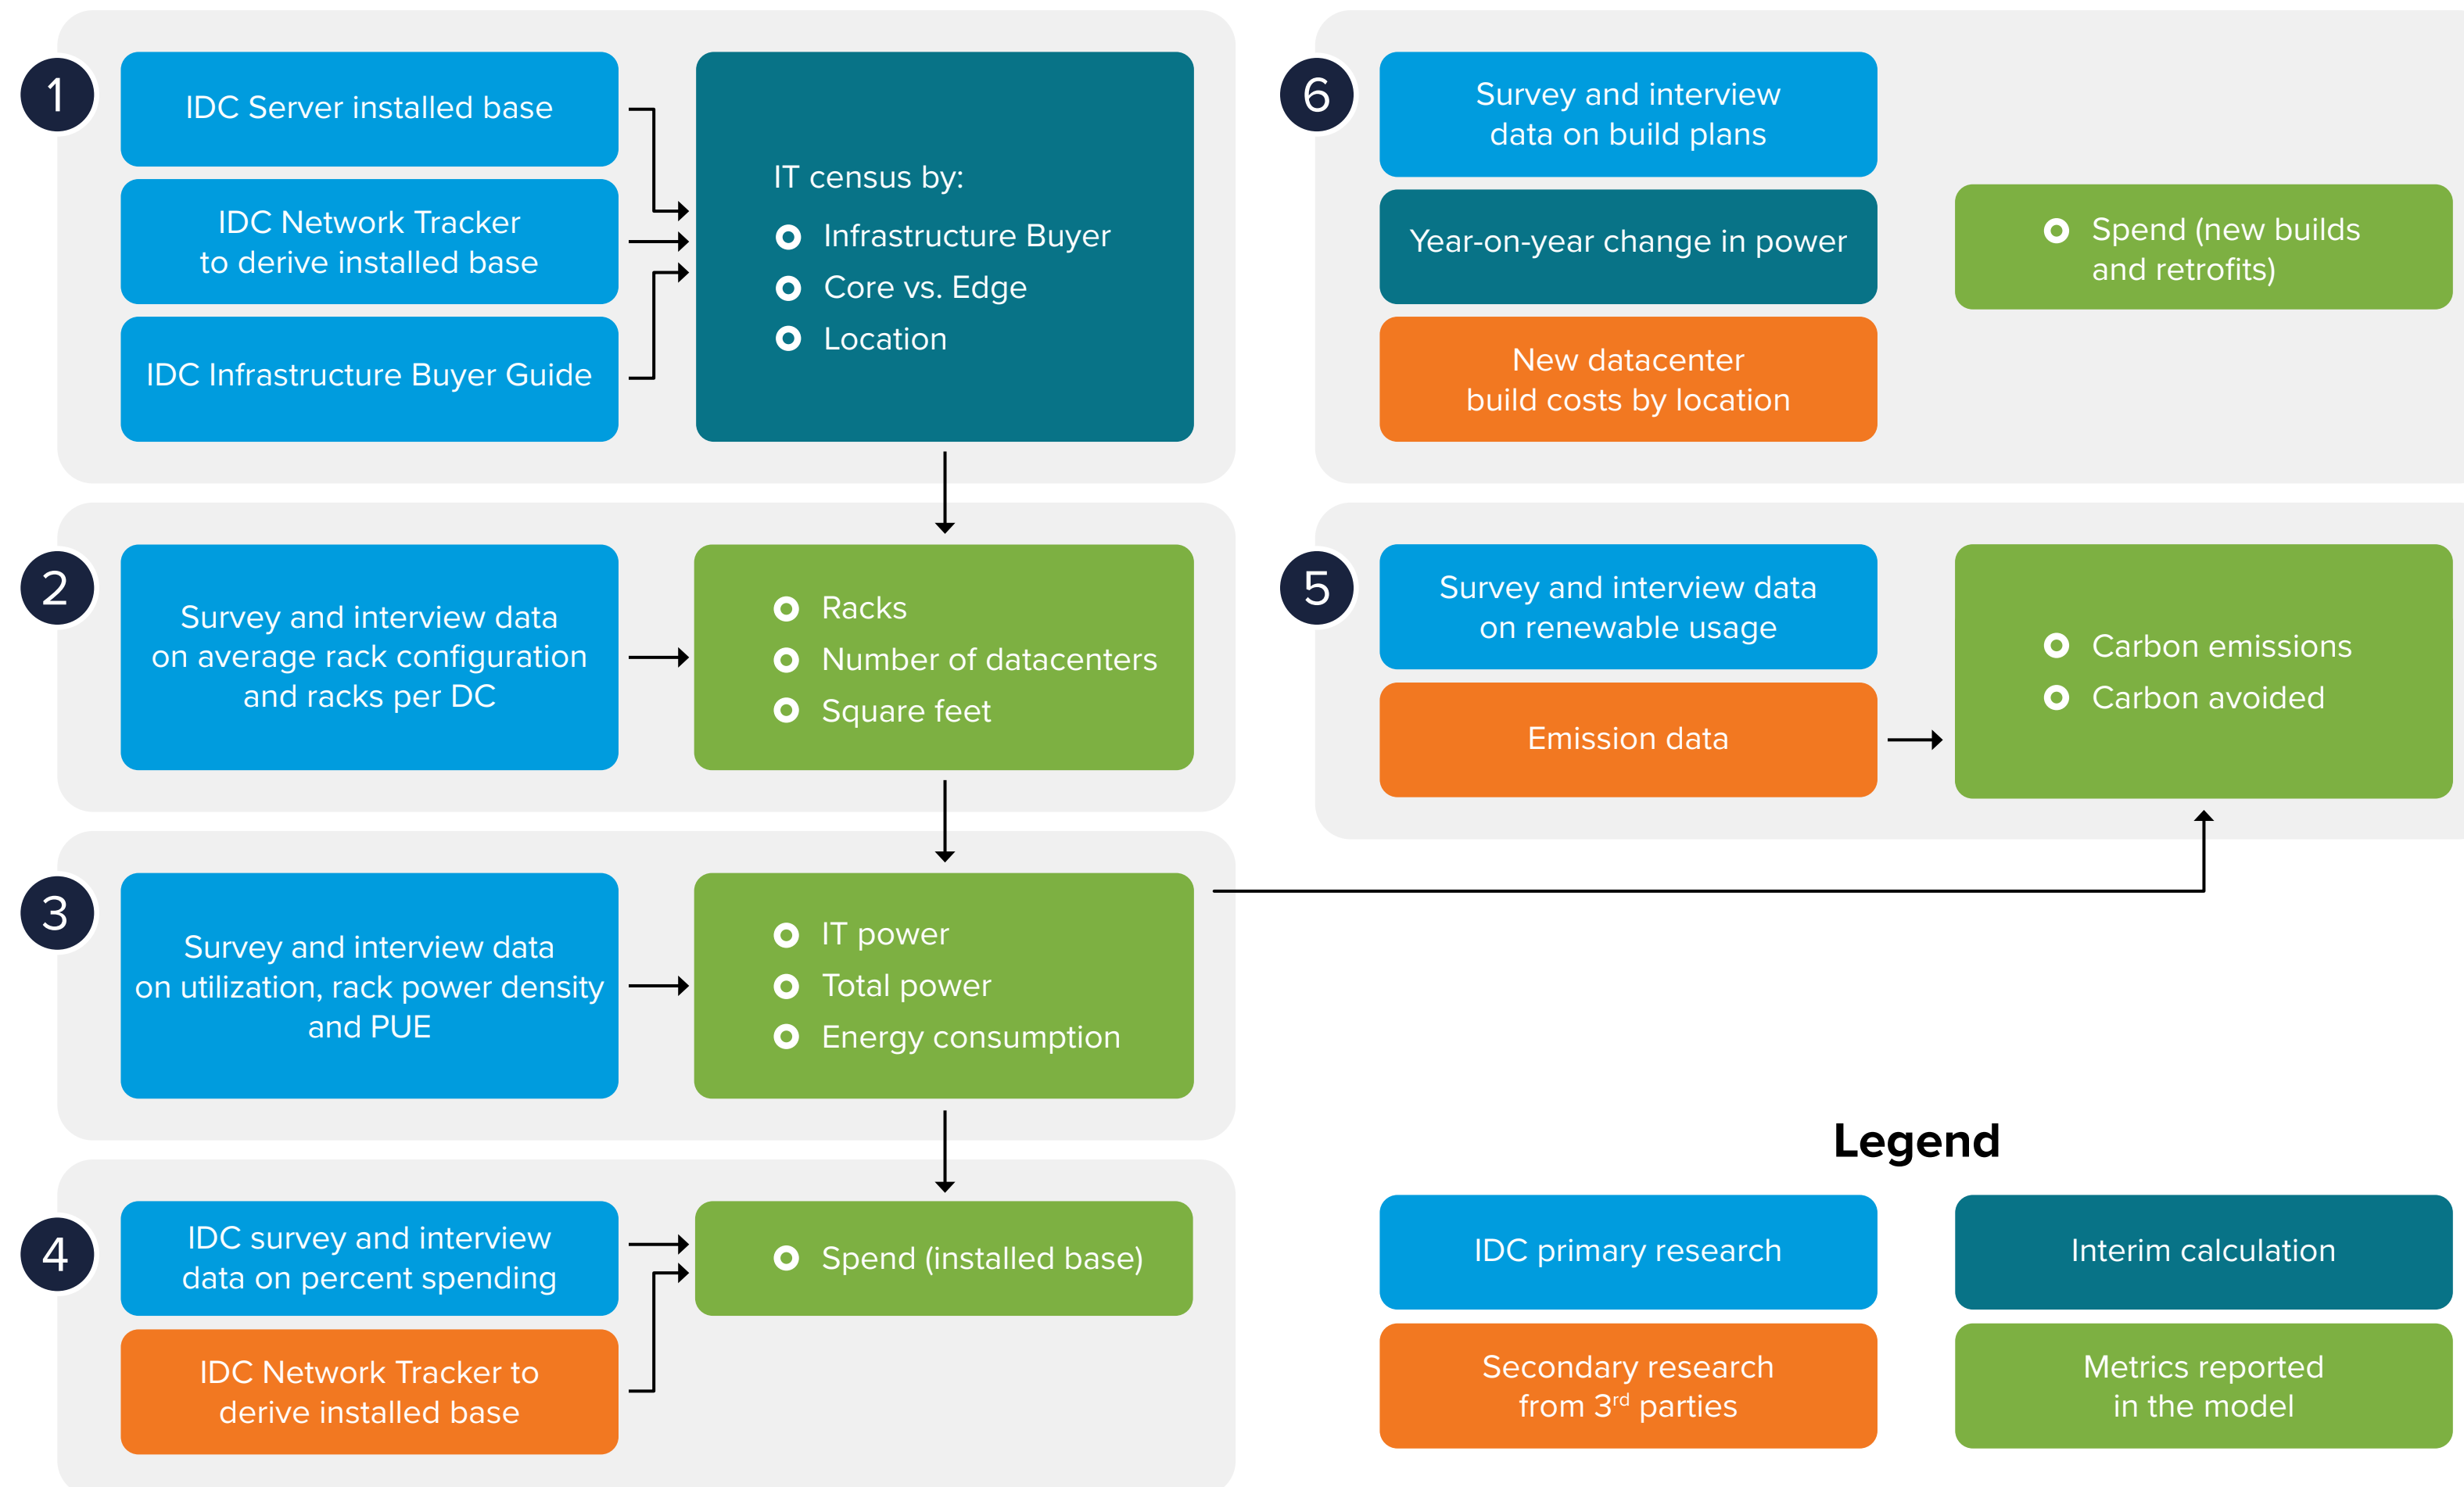 1
IDC Server installed base
IDC Network Tracker
to derive installed base
IDC Infrastructure Buyer Guide
IT census by:
Infrastructure Buyer
Core vs. Edge
Location
2
Survey and interview data
on average rack configuration
and racks per DC
Racks
Number of datacenters
Square feet
3
Survey and interview data
on utilization, rack power density
and PUE
IT power
Total power
Energy consumption
4
IDC survey and interview
data on percent spending
IDC Network Tracker to
derive installed base
Spend (installed base)
6
Survey and interview
data on build plans
Year-on-year change in power
New datacenter
build costs by location
Spend (new builds
and retrofits)
5
Survey and interview data
on renewable usage
Emission data
Carbon emissions
Carbon avoided
Legend
IDC primary research
Interim calculation
Secondary research
from 3rd parties
Metrics reported
in the model